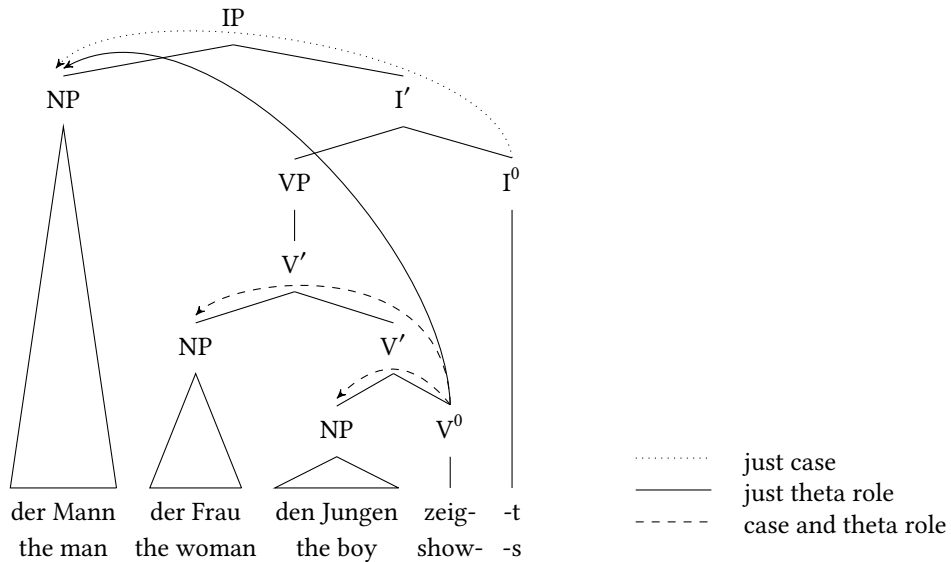 IP
NP I′
VP I⁰
V′
NP V′
NP V⁰
der Mann der Frau den Jungen zeig- -t
the man the woman the boy show- -s
just case
just theta role
case and theta role